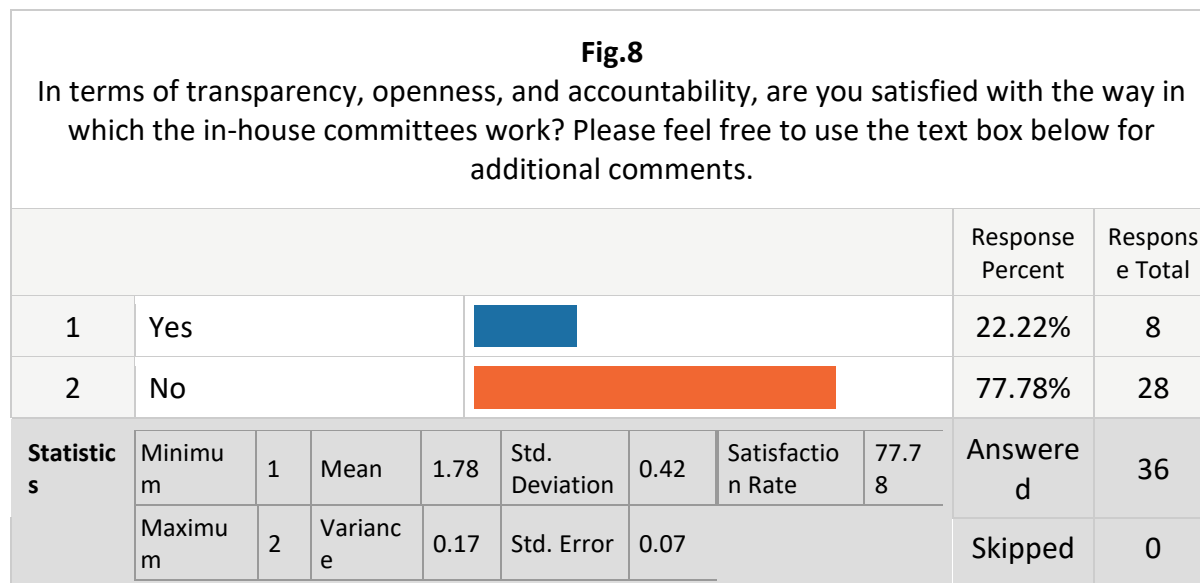 Fig.8
In terms of transparency, openness, and accountability, are you satisfied with the way in
which the in-house committees work? Please feel free to use the text box below for
additional comments.
Response
Percent
Respons
e Total
1 Yes 22.22% 8
2 No 77.78% 28
Statistic
s
Minimu
m
1
Mean
1.78
Std.
Deviation
0.42
Satisfactio
n Rate
77.7
8
Answere
d
36
Maximu
m
2
Varianc
e
0.17
Std. Error
0.07
Skipped
0